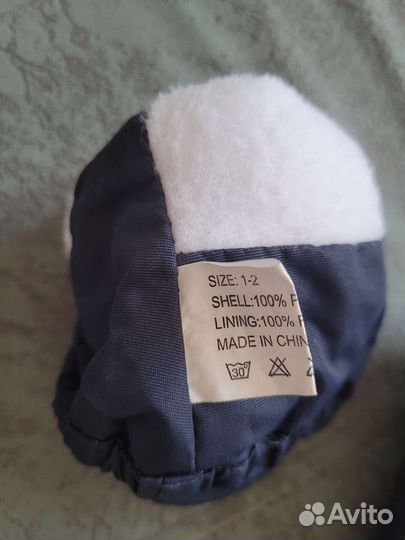 SIZE: 1-2
SHELL:100% P
LINING:100% P
MADE IN CHIN
30°
Avito